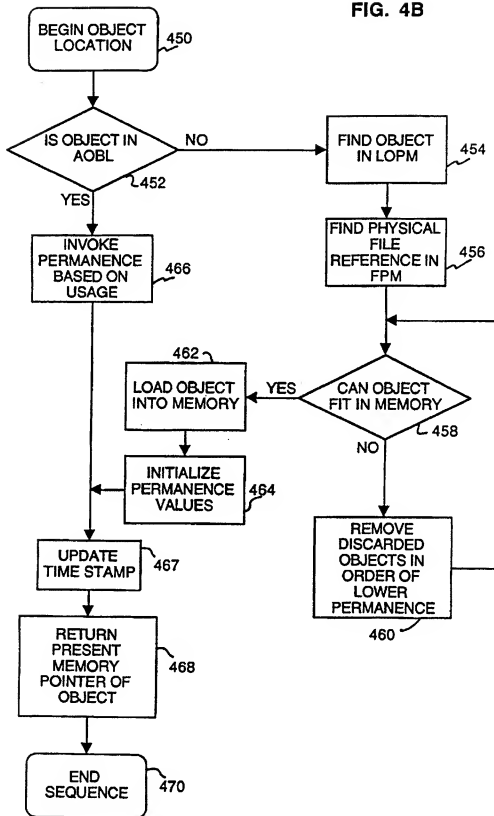 FIG. 4B
BEGIN OBJECT
LOCATION
450
IS OBJECT IN
AOBL
452
NO
YES
FIND OBJECT
IN LOPM
454
FIND PHYSICAL
FILE
REFERENCE IN
FPM
456
INVOKE
PERMANENCE
BASED ON
USAGE
466
CAN OBJECT
FIT IN MEMORY
458
YES
NO
462
LOAD OBJECT
INTO MEMORY
INITIALIZE
PERMANENCE
VALUES
464
REMOVE
DISCARDED
OBJECTS IN
ORDER OF
LOWER
PERMANENCE
460
UPDATE
TIME STAMP
467
RETURN
PRESENT
MEMORY
POINTER OF
OBJECT
468
END
SEQUENCE
470